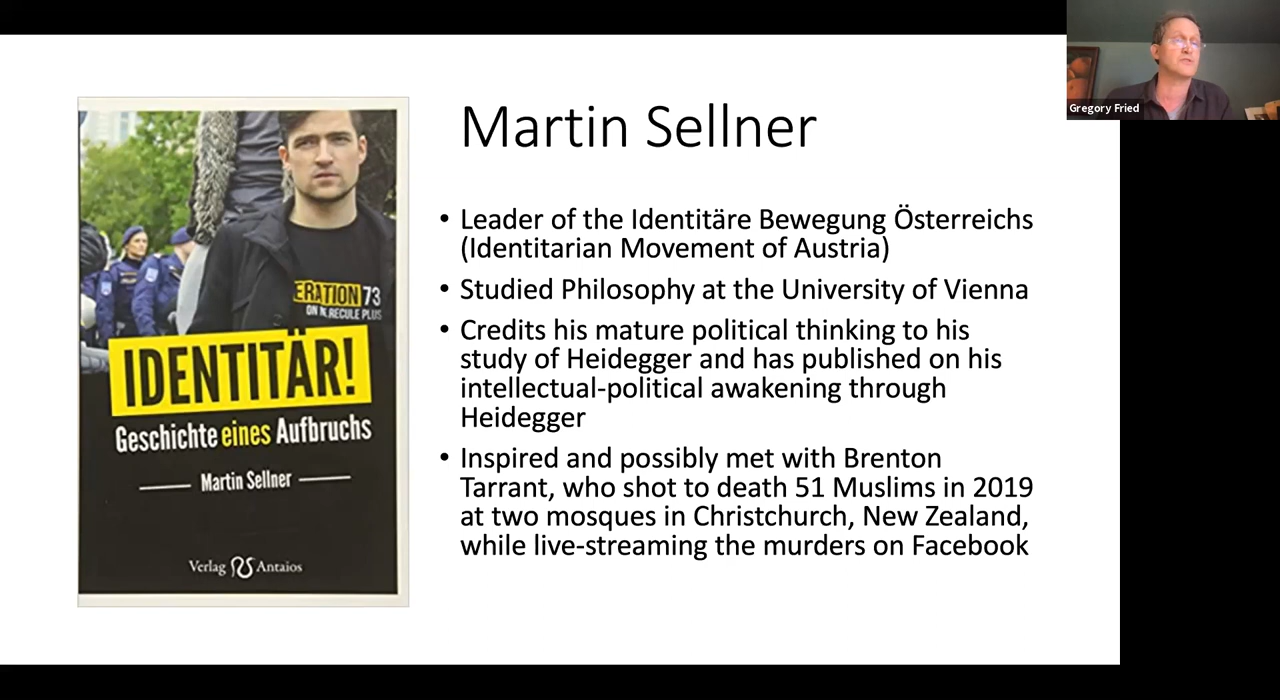 Gregory Fried
Martin Sellner
• Leader of the Identitäre Bewegung Österreichs
(Identitarian Movement of Austria)
• Studied Philosophy at the University of Vienna
• Credits his mature political thinking to his
study of Heidegger and has published on his
intellectual-political awakening through
Heidegger
• Inspired and possibly met with Brenton
Tarrant, who shot to death 51 Muslims in 2019
at two mosques in Christchurch, New Zealand,
while live-streaming the murders on Facebook
ERATION 73
ON N RECULE PLUS
IDENTITÄR!
Geschichte eines Aufbruchs
Martin Sellner
Verlag Antaios